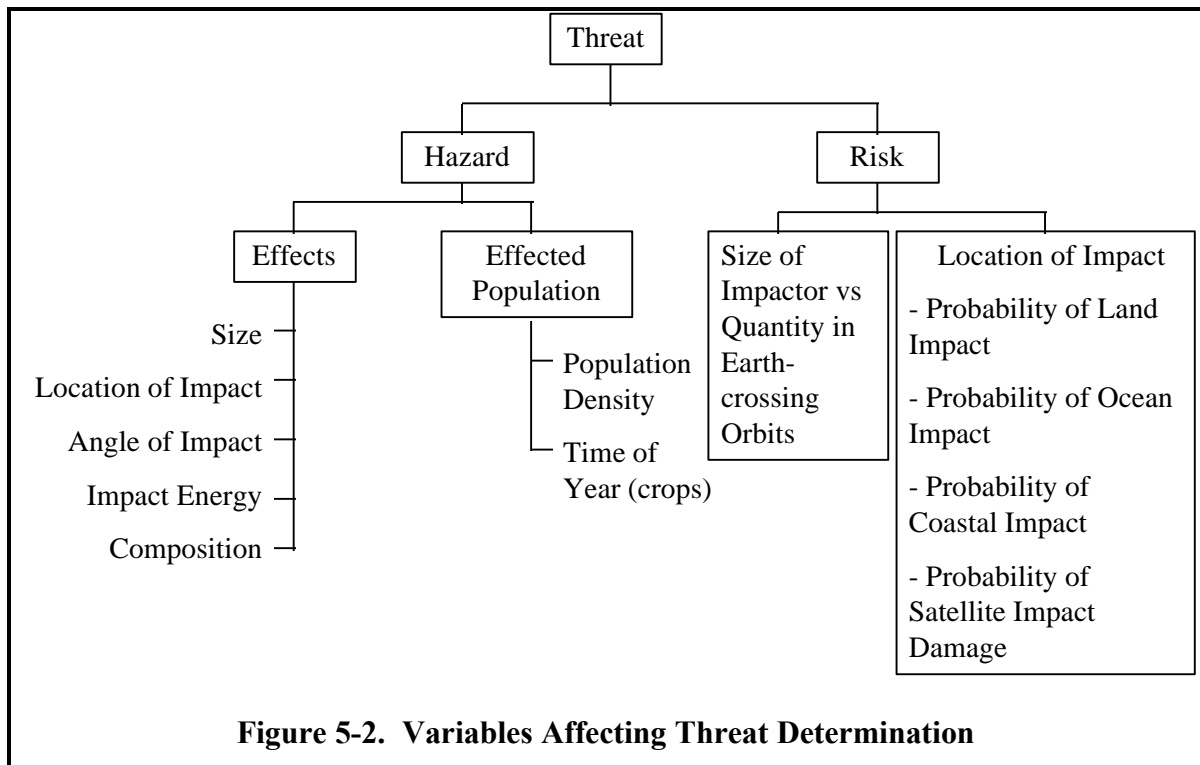 Threat
Hazard
Risk
Effects
Size
Location of Impact
Angle of Impact
Impact Energy
Composition
Effected
Population
Population
Density
Time of
Year (crops)
Size of
Impactor vs
Quantity in
Earth-
crossing
Orbits
Location of Impact
- Probability of Land
Impact
- Probability of Ocean
Impact
- Probability of
Coastal Impact
- Probability of
Satellite Impact
Damage
Figure 5-2. Variables Affecting Threat Determination